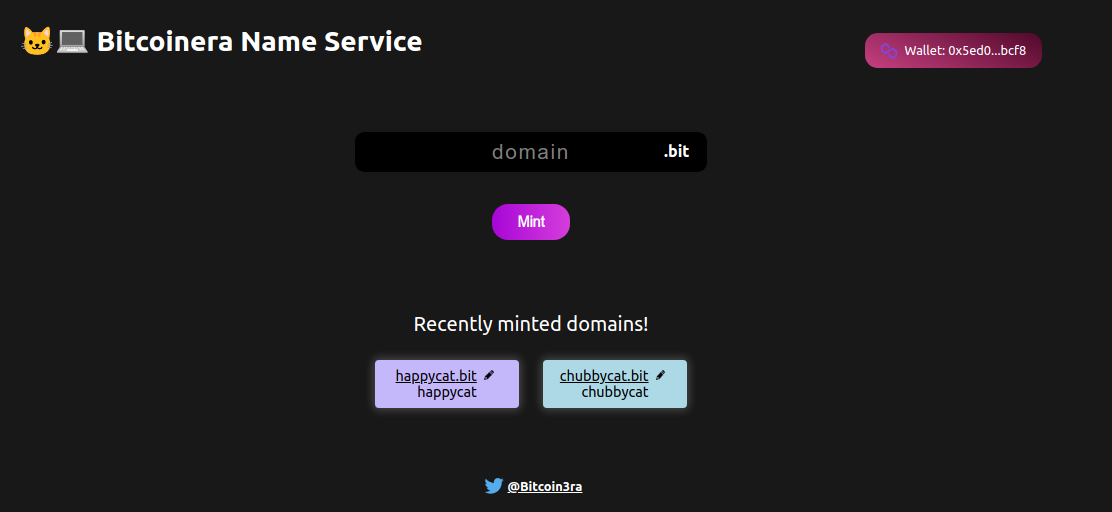 Bitcoinera Name Service
Wallet: 0x5ed0...bcf8
domain
.bit
Mint
Recently minted domains!
happycat.bit
happycat
chubbycat.bit
chubbycat
@Bitcoin3ra